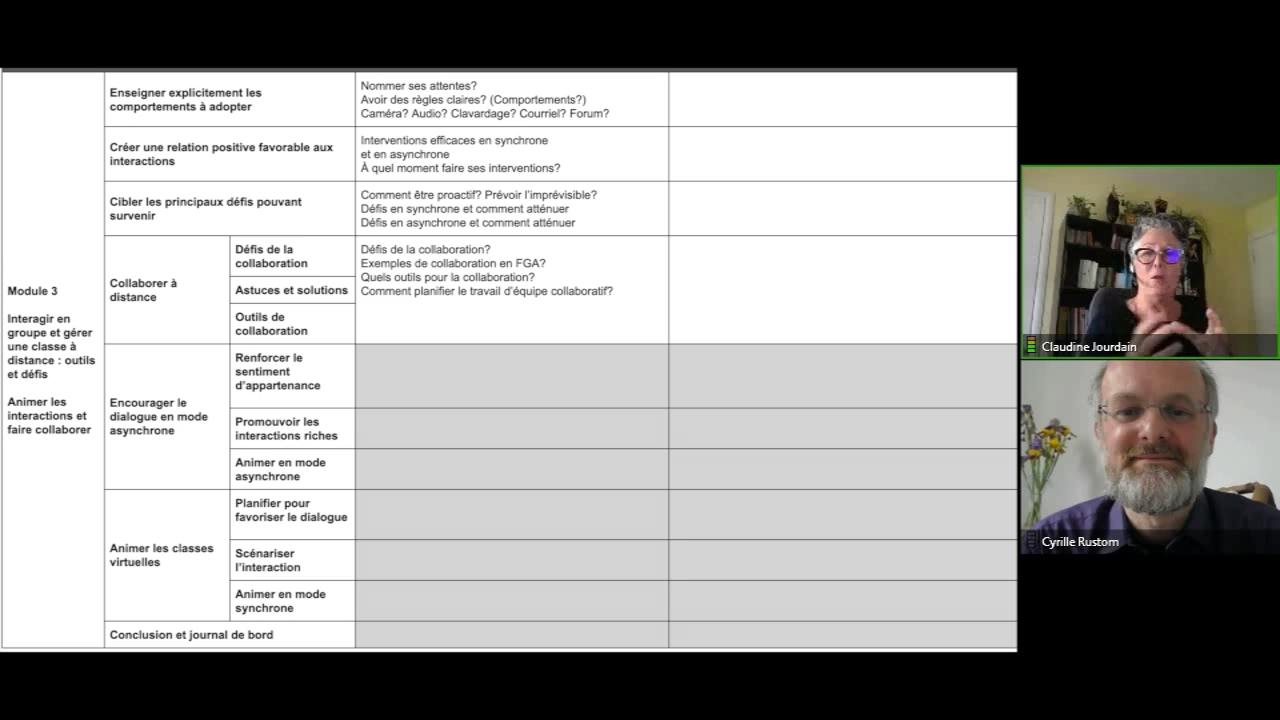 Enseigner explicitement les
comportements à adopter
Nommer ses attentes?
Avoir des règles claires? (Comportements?)
Caméra? Audio? Clavardage? Courriel? Forum?
Créer une relation positive favorable aux
interactions
Interventions efficaces en synchrone
et en asynchrone
À quel moment faire ses interventions?
Cibler les principaux défis pouvant
survenir
Comment être proactif? Prévoir l'imprévisible?
Défis en synchrone et comment atténuer
Défis en asynchrone et comment atténuer
Module 3
Interagir en
groupe et gérer
une classe à
distance : outils
et défis
Animer les
interactions et
faire collaborer
Collaborer à
distance
Défis de la
collaboration
Astuces et solutions
Outils de
collaboration
Défis de la collaboration?
Exemples de collaboration en FGA?
Quels outils pour la collaboration?
Comment planifier le travail d'équipe collaboratif?
Encourager le
dialogue en mode
asynchrone
Renforcer le
sentiment
d'appartenance
Promouvoir les
interactions riches
Animer en mode
asynchrone
Animer les classes
virtuelles
Planifier pour
favoriser le dialogue
Scénariser
l'interaction
Animer en mode
synchrone
Conclusion et journal de bord
Claudine Jourdain
Cyrille Rustom